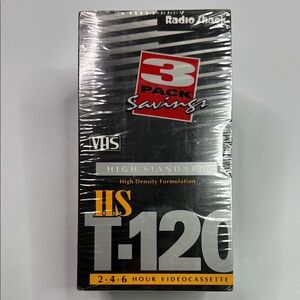 Radio Shack
3
PACK
Savings
VHS
HIGH STANDARD
High Density Formulation
HS
T-120
2•4•6 HOUR VIDEOCASSETTE